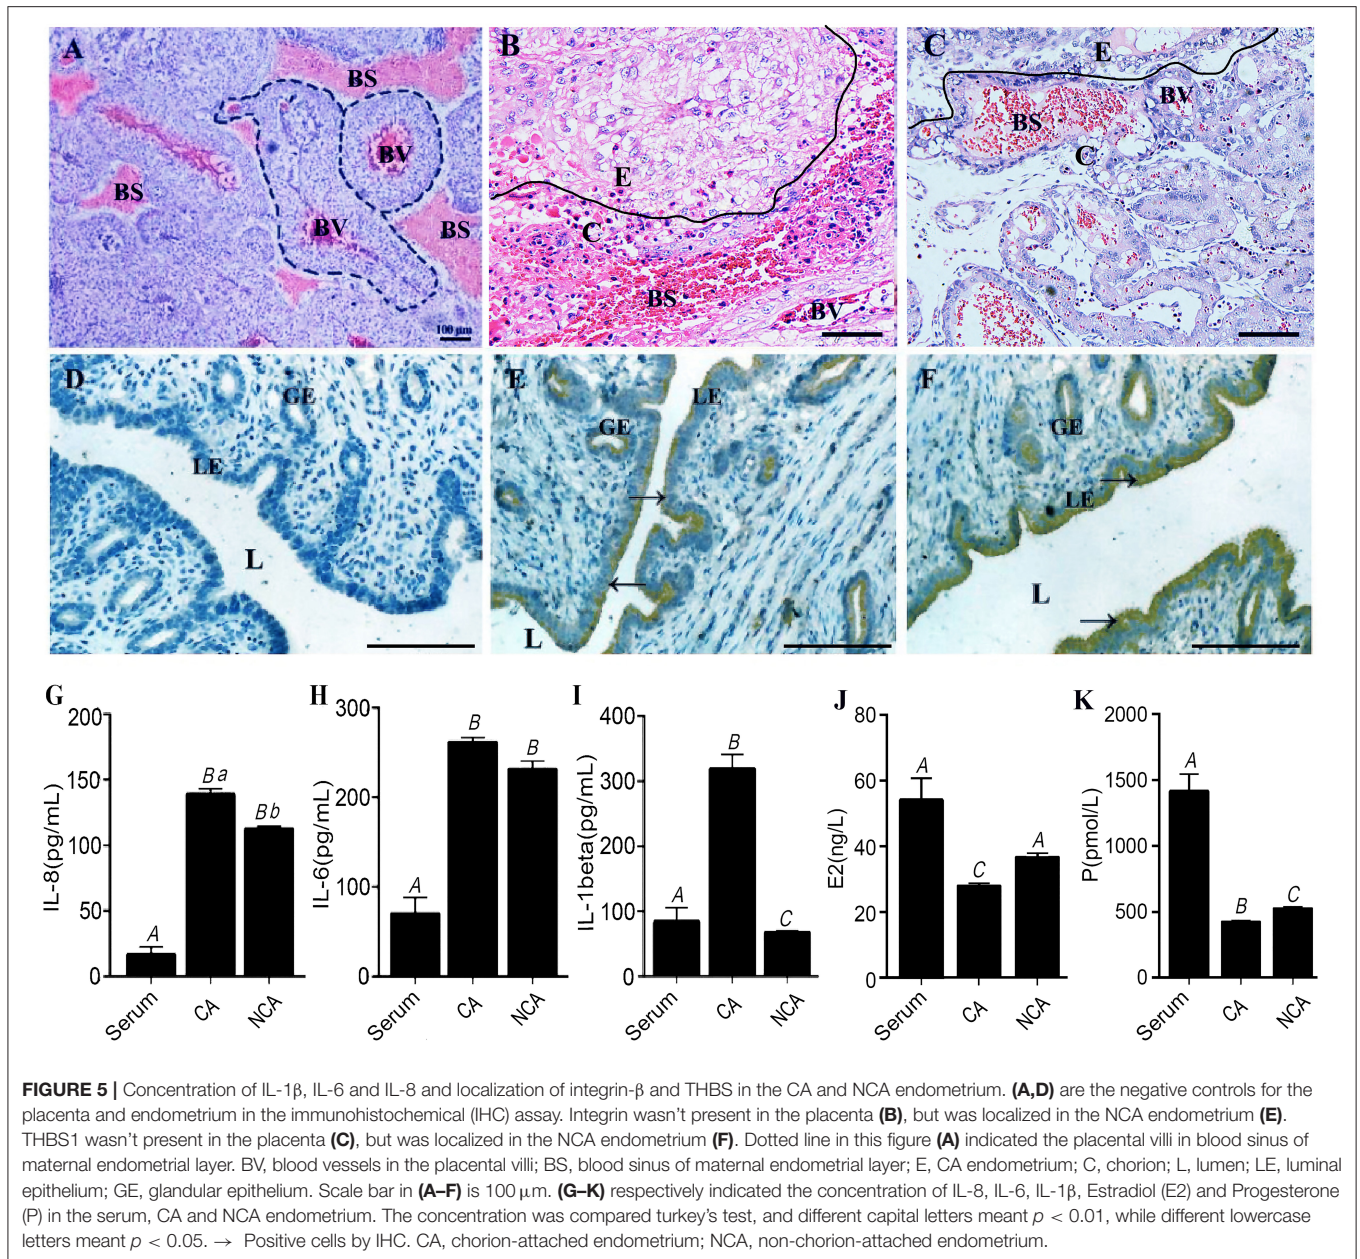 A
BS
BV
BS
BV
BS
100 μm
B
E
C
BS
BV
C
E
BV
BS
C
D
GE
LE
L
E
LE
GE
L
F
GE
LE
L
G
200
150
100
50
0
IL-8(pg/mL)
A
Ba
Bb
Serum
CA
NCA
H
300
200
100
0
IL-6(pg/mL)
A
B
B
Serum
CA
NCA
I
400
300
200
100
0
IL-1beta(pg/mL)
A
B
C
Serum
CA
NCA
J
80
60
40
20
0
E2(ng/L)
A
C
A
Serum
CA
NCA
K
2000
1500
1000
500
0
P(pmol/L)
A
B
C
Serum
CA
NCA
FIGURE 5 | Concentration of IL-1β, IL-6 and IL-8 and localization of integrin-β and THBS in the CA and NCA endometrium. (A,D) are the negative controls for the
placenta and endometrium in the immunohistochemical (IHC) assay. Integrin wasn't present in the placenta (B), but was localized in the NCA endometrium (E).
THBS1 wasn't present in the placenta (C), but was localized in the NCA endometrium (F). Dotted line in this figure (A) indicated the placental villi in blood sinus of
maternal endometrial layer. BV, blood vessels in the placental villi; BS, blood sinus of maternal endometrial layer; E, CA endometrium; C, chorion; L, lumen; LE, luminal
epithelium; GE, glandular epithelium. Scale bar in (A–F) is 100 μm. (G–K) respectively indicated the concentration of IL-8, IL-6, IL-1β, Estradiol (E2) and Progesterone
(P) in the serum, CA and NCA endometrium. The concentration was compared turkey's test, and different capital letters meant p < 0.01, while different lowercase
letters meant p < 0.05. → Positive cells by IHC. CA, chorion-attached endometrium; NCA, non-chorion-attached endometrium.